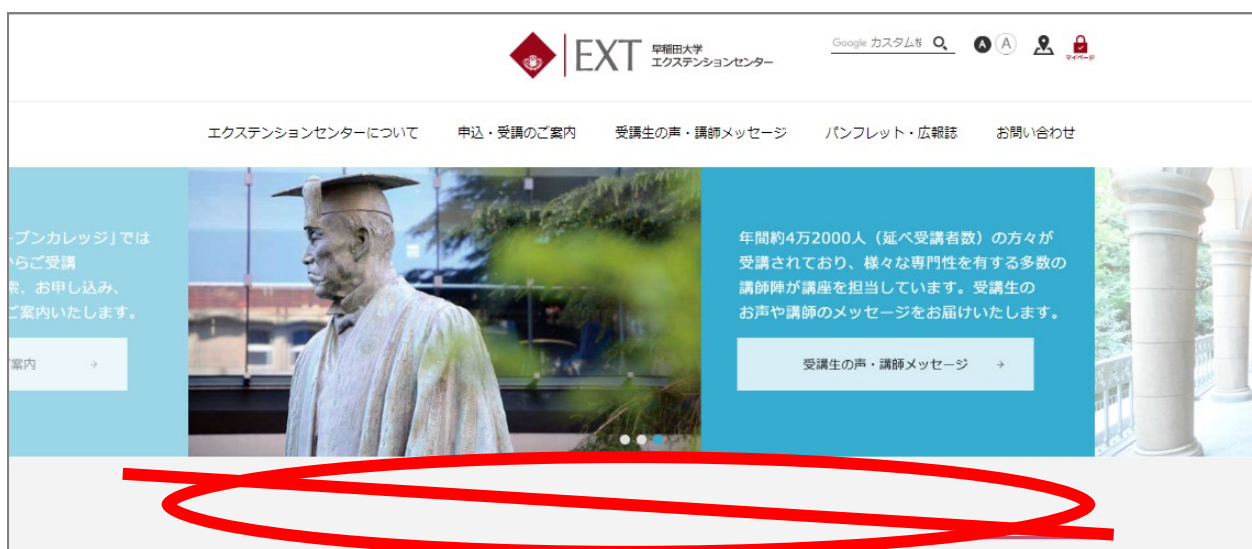 EXT 早稲田大学
エクステンションセンター
Google カスタム
A A
マイページ
エクステンションセンターについて 申込・受講のご案内 受講生の声・講師メッセージ パンフレット・広報誌 お問い合わせ
ープンカレッジ」では
らご受講
索、お申し込み、
ご案内いたします。
案内 →
年間約4万2000人（延べ受講者数）の方々が
受講されており、様々な専門性を有する多数の
講師陣が講座を担当しています。受講生の
お声や講師のメッセージをお届けいたします。
受講生の声・講師メッセージ →